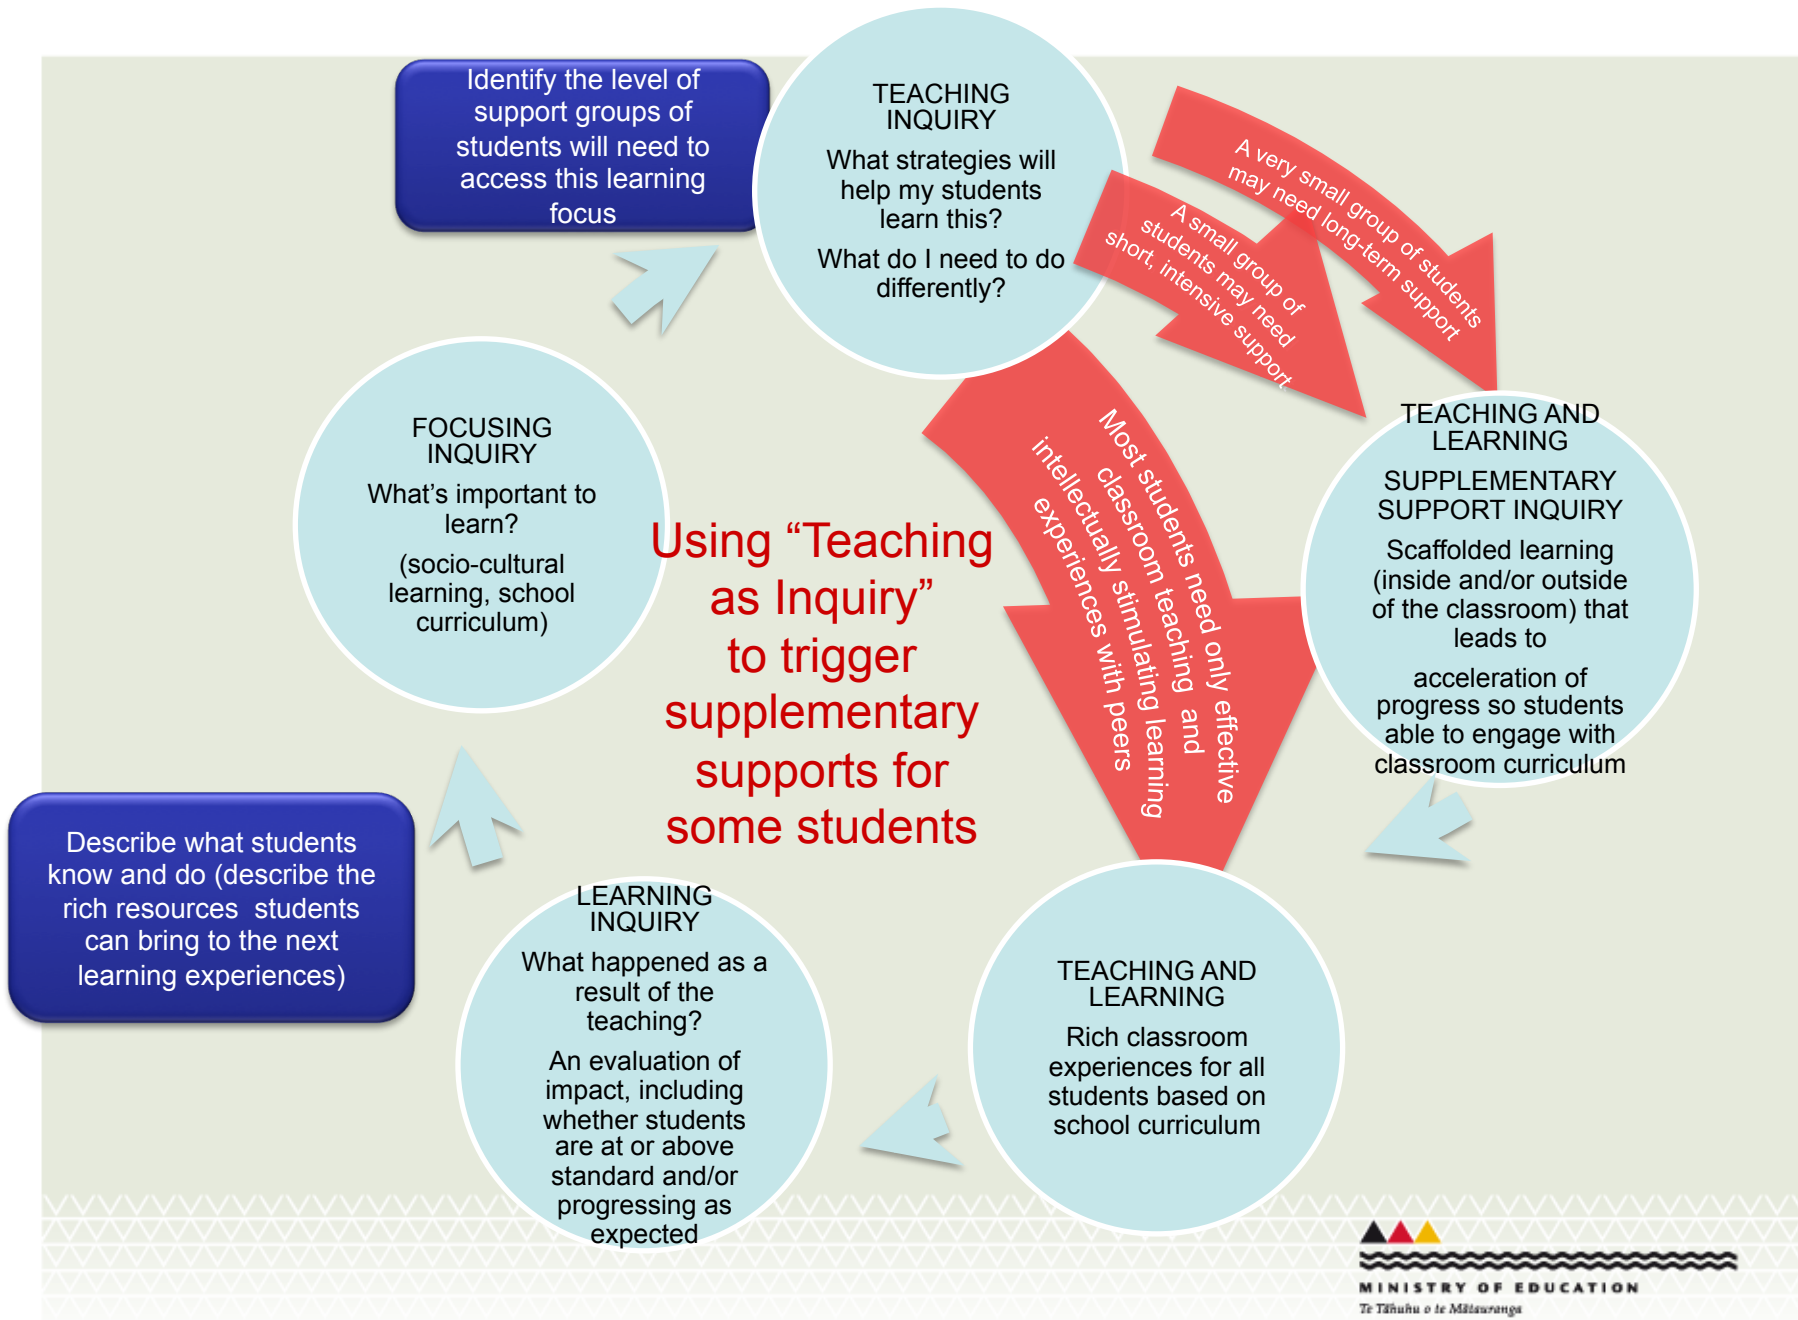 Identify the level of
support groups of
students will need to
access this learning
focus
TEACHING
INQUIRY
What strategies will
help my students
learn this?
What do I need to do
differently?
A very small group of students
may need long-term support
A small group of
students may need
short, intensive support
Most students need only effective
classroom teaching and
intellectually stimulating learning
experiences with peers
TEACHING AND
LEARNING
SUPPLEMENTARY
SUPPORT INQUIRY
Scaffolded learning
(inside and/or outside
of the classroom) that
leads to
acceleration of
progress so students
able to engage with
classroom curriculum
FOCUSING
INQUIRY
What’s important to
learn?
(socio-cultural
learning, school
curriculum)
Using “Teaching
as Inquiry”
to trigger
supplementary
supports for
some students
Describe what students
know and do (describe the
rich resources students
can bring to the next
learning experiences)
LEARNING
INQUIRY
What happened as a
result of the
teaching?
An evaluation of
impact, including
whether students
are at or above
standard and/or
progressing as
expected
TEACHING AND
LEARNING
Rich classroom
experiences for all
students based on
school curriculum
MINISTRY OF EDUCATION
Te Tāhuhu o te Mātauranga